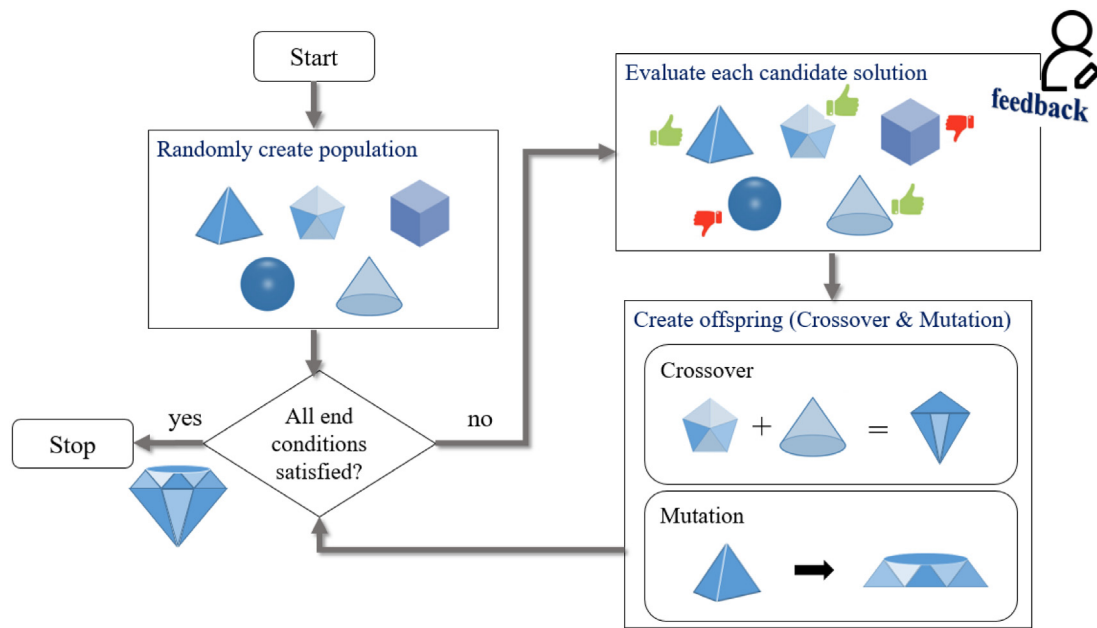 Start
Randomly create population
All end
conditions
satisfied?
yes
no
Stop
Evaluate each candidate solution
feedback
Create offspring (Crossover & Mutation)
Crossover
+
=
Mutation